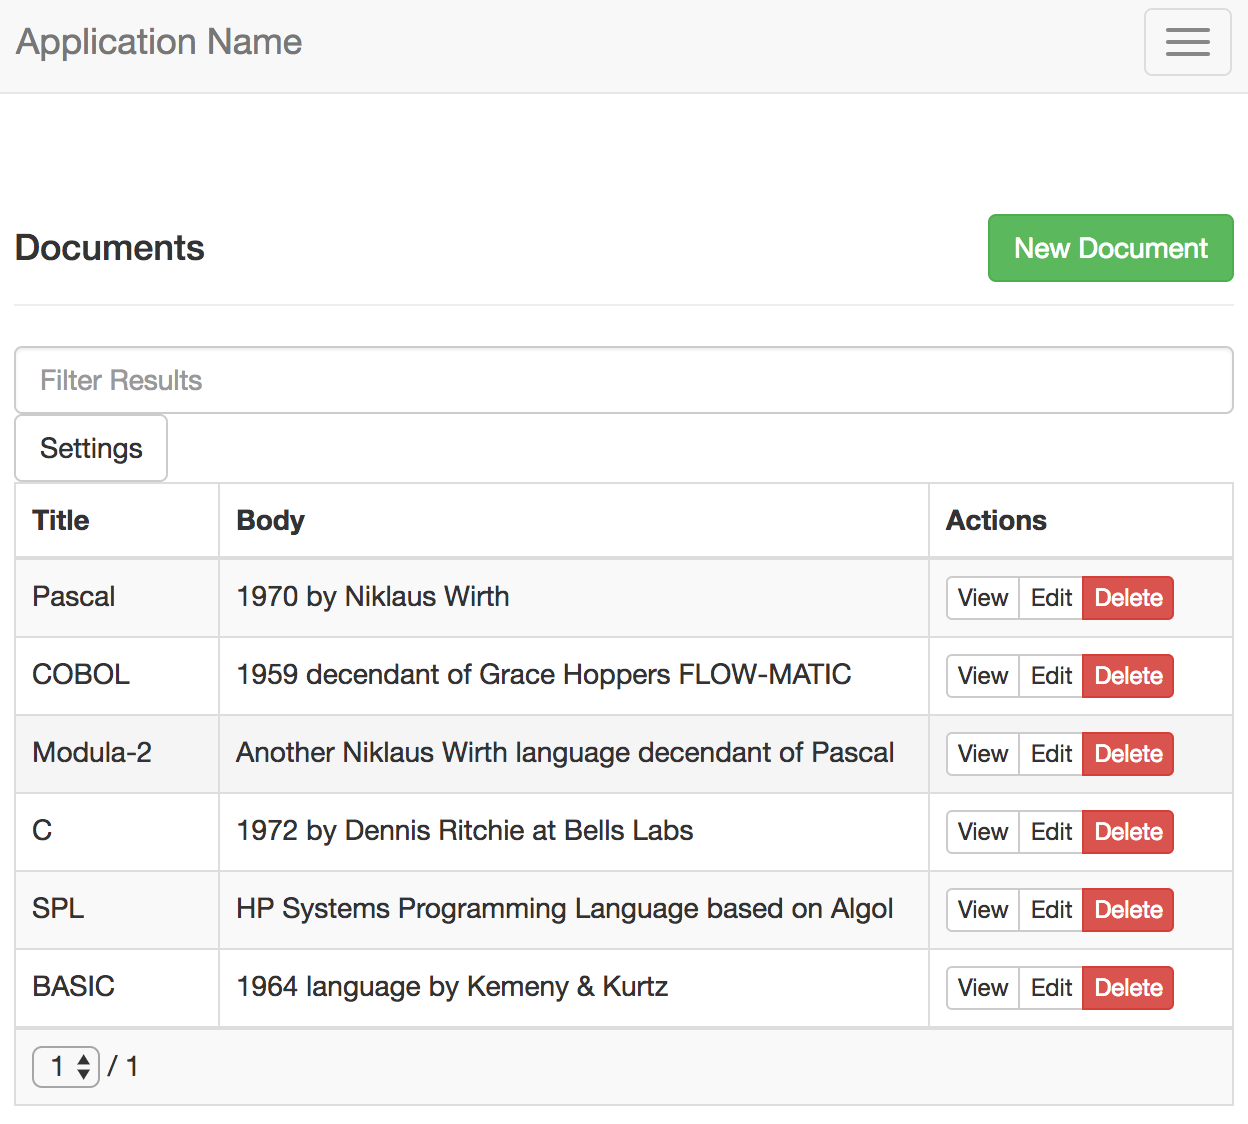 Application Name
Documents
New Document
Filter Results
Settings
Title Body Actions
Pascal 1970 by Niklaus Wirth View Edit Delete
COBOL 1959 decendant of Grace Hoppers FLOW-MATIC View Edit Delete
Modula-2 Another Niklaus Wirth language decendant of Pascal View Edit Delete
C 1972 by Dennis Ritchie at Bells Labs View Edit Delete
SPL HP Systems Programming Language based on Algol View Edit Delete
BASIC 1964 language by Kemeny & Kurtz View Edit Delete
1 / 1